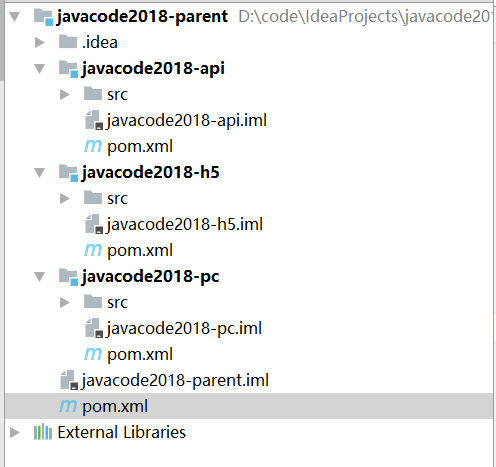 javacode2018-parent D:\code\IdeaProjects\javacode201
.idea
javacode2018-api
src
javacode2018-api.iml
m pom.xml
javacode2018-h5
src
javacode2018-h5.iml
m pom.xml
javacode2018-pc
src
javacode2018-pc.iml
m pom.xml
javacode2018-parent.iml
m pom.xml
External Libraries